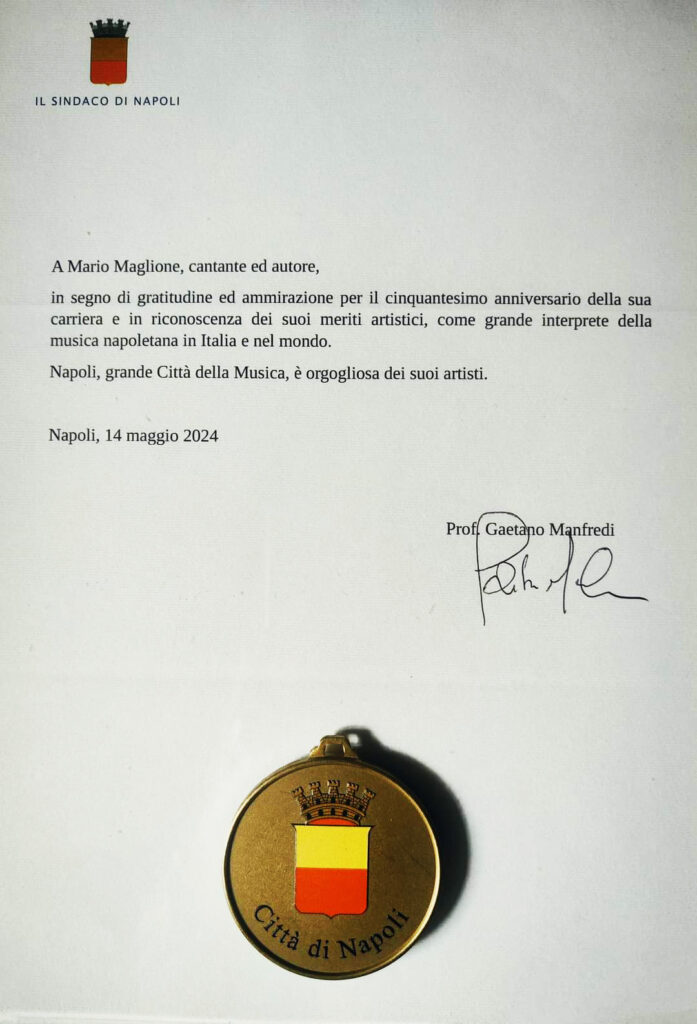 IL SINDACO DI NAPOLI
A Mario Maglione, cantante ed autore,
in segno di gratitudine ed ammirazione per il cinquantesimo anniversario della sua
carriera e in riconoscenza dei suoi meriti artistici, come grande interprete della
musica napoletana in Italia e nel mondo.
Napoli, grande Città della Musica, è orgogliosa dei suoi artisti.
Napoli, 14 maggio 2024
Prof. Gaetano Manfredi
Città di Napoli